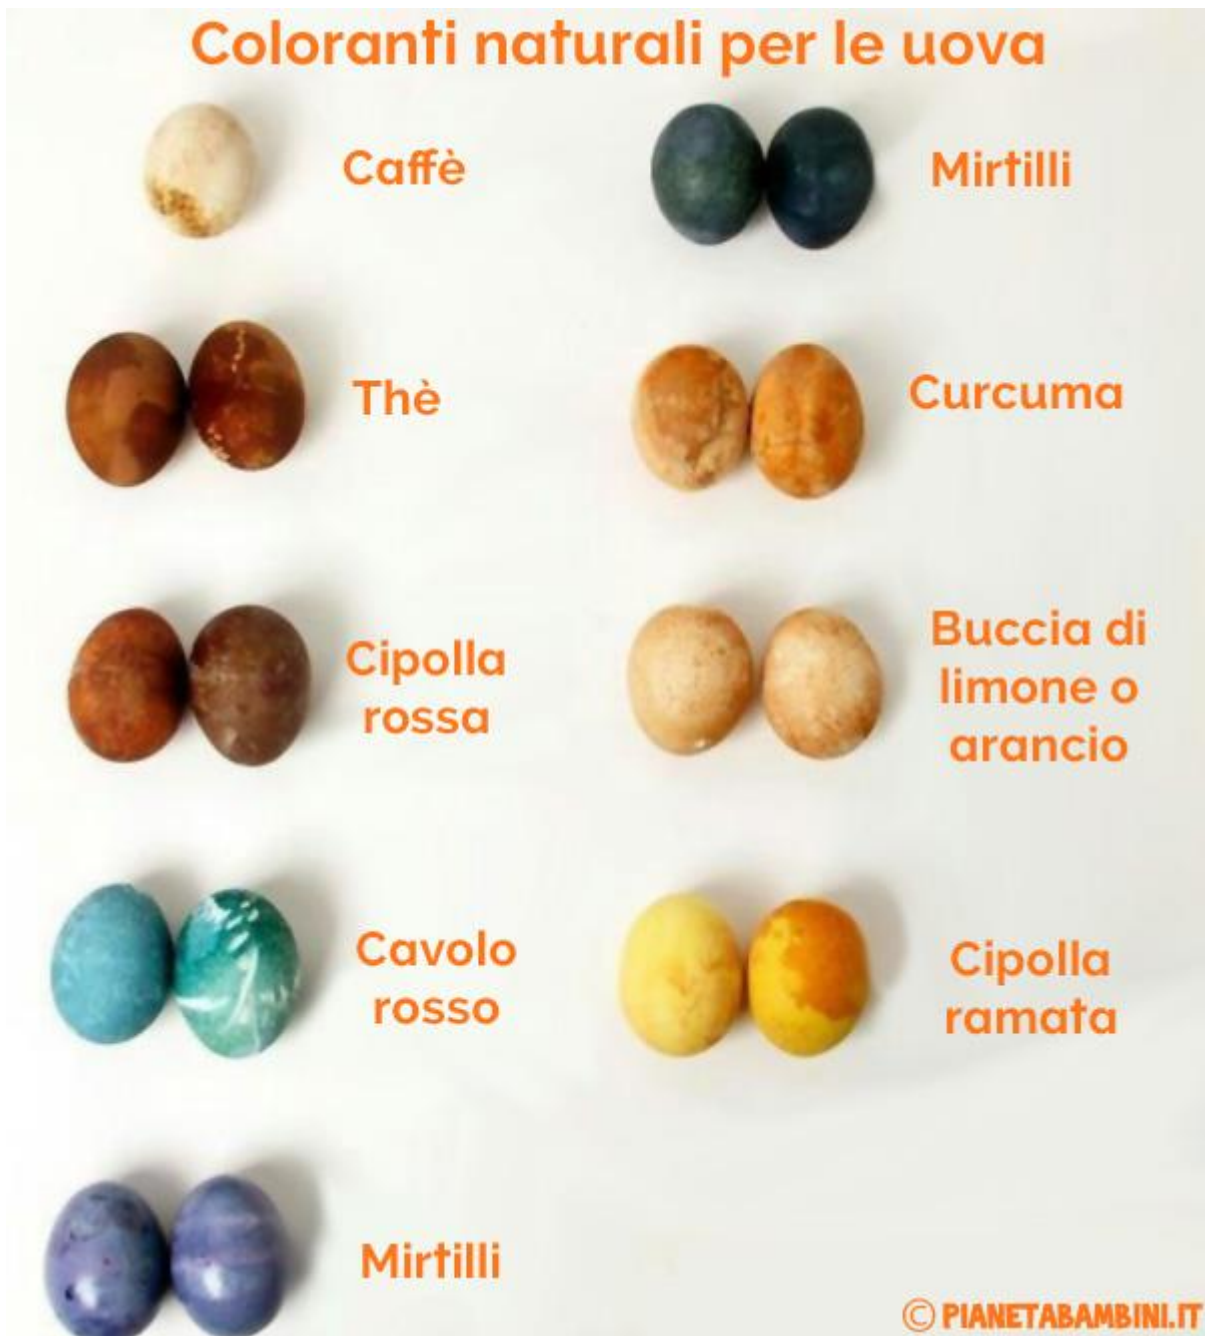 Coloranti naturali per le uova
Caffè
Mirtilli
Thè
Curcuma
Cipolla
rossa
Buccia di
limone o
arancio
Cavolo
rosso
Cipolla
ramata
Mirtilli
© PIANETABAMBINI.IT